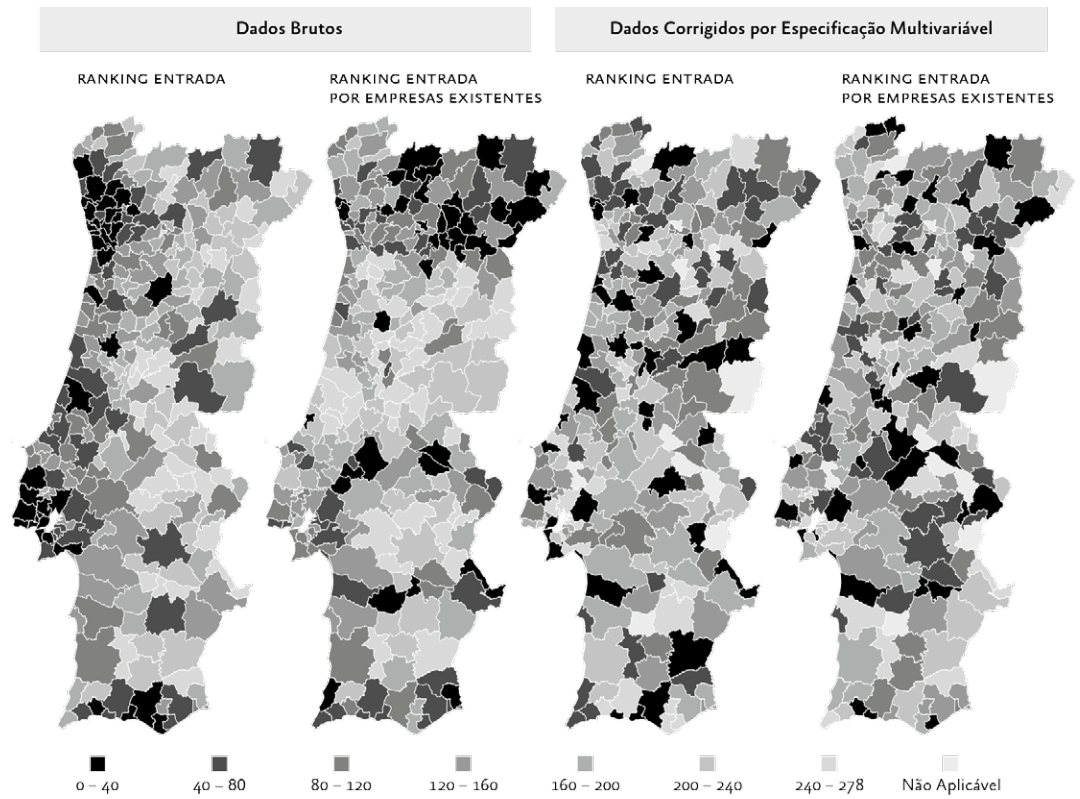 Dados Brutos
Dados Corrigidos por Especificação Multivariável
RANKING ENTRADA
RANKING ENTRADA
POR EMPRESAS EXISTENTES
RANKING ENTRADA
RANKING ENTRADA
POR EMPRESAS EXISTENTES
0 – 40
40 – 80
80 – 120
120 – 160
160 – 200
200 – 240
240 – 278
Não Aplicável